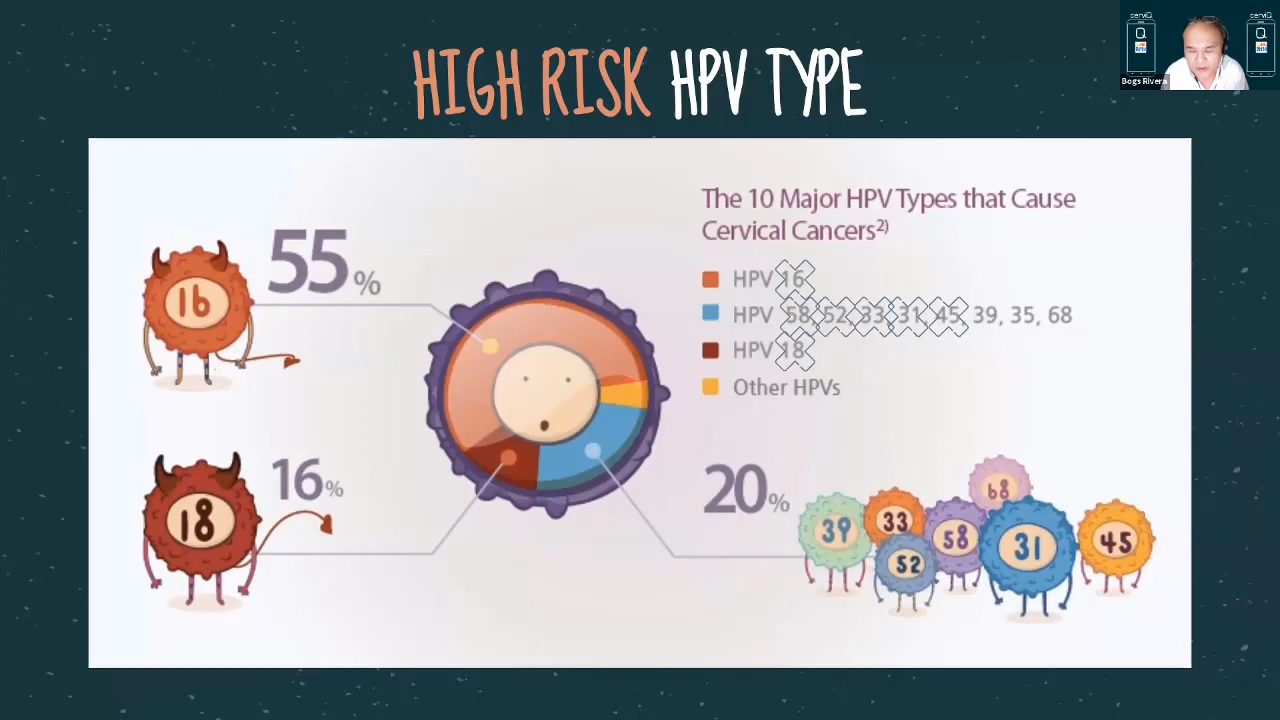 HIGH RISK HPV TYPE
cerviQ
cerviQ
Q
Q
Bogs Rivera
The 10 Major HPV Types that Cause
Cervical Cancers2)
HPV 16
HPV 58, 52, 33, 31, 45, 39, 35, 68
HPV 18
Other HPVs
55%
16
16%
18
20%
39
33
52
58
68
31
45